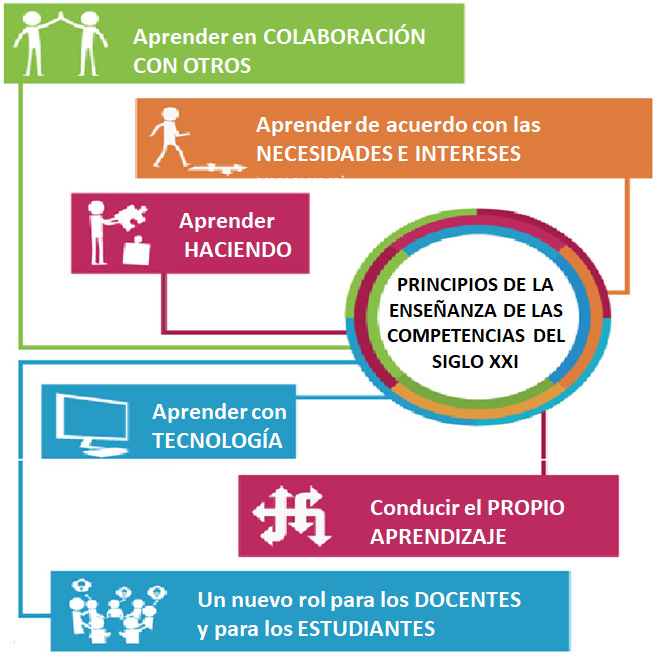 Aprender en COLABORACIÓN
CON OTROS
Aprender de acuerdo con las
NECESIDADES E INTERESES
Aprender
HACIENDO
PRINCIPIOS DE LA
ENSEÑANZA DE LAS
COMPETENCIAS DEL
SIGLO XXI
Aprender con
TECNOLOGÍA
Conducir el PROPIO
APRENDIZAJE
Un nuevo rol para los DOCENTES
y para los ESTUDIANTES